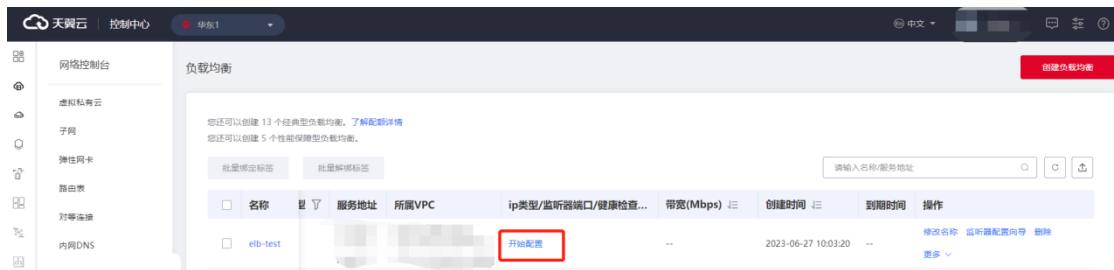 天翼云 控制中心 华东1 中文
网络控制台 负载均衡 创建负载均衡
虚拟私有云
您还可以创建 13 个经典型负载均衡。了解配额详情
子网
您还可以创建 5 个性能保障型负载均衡。
弹性网卡 批量绑定标签 批量解绑标签 请输入名称/服务地址
路由表
名称 型 服务地址 所属VPC ip类型/监听器端口/健康检查... 带宽(Mbps) 创建时间 到期时间 操作
对等连接
内网DNS elb-test 开始配置 -- 2023-06-27 10:03:20 -- 修改名称 监听器配置向导 删除
更多